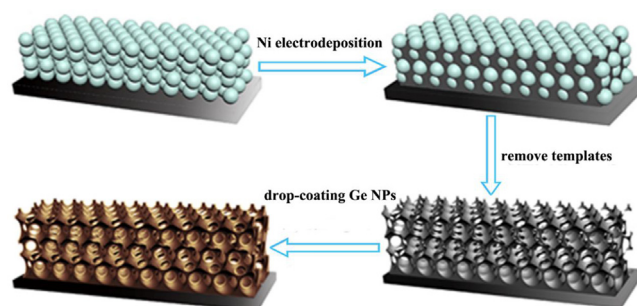 Ni electrodeposition
remove templates
drop-coating Ge NPs